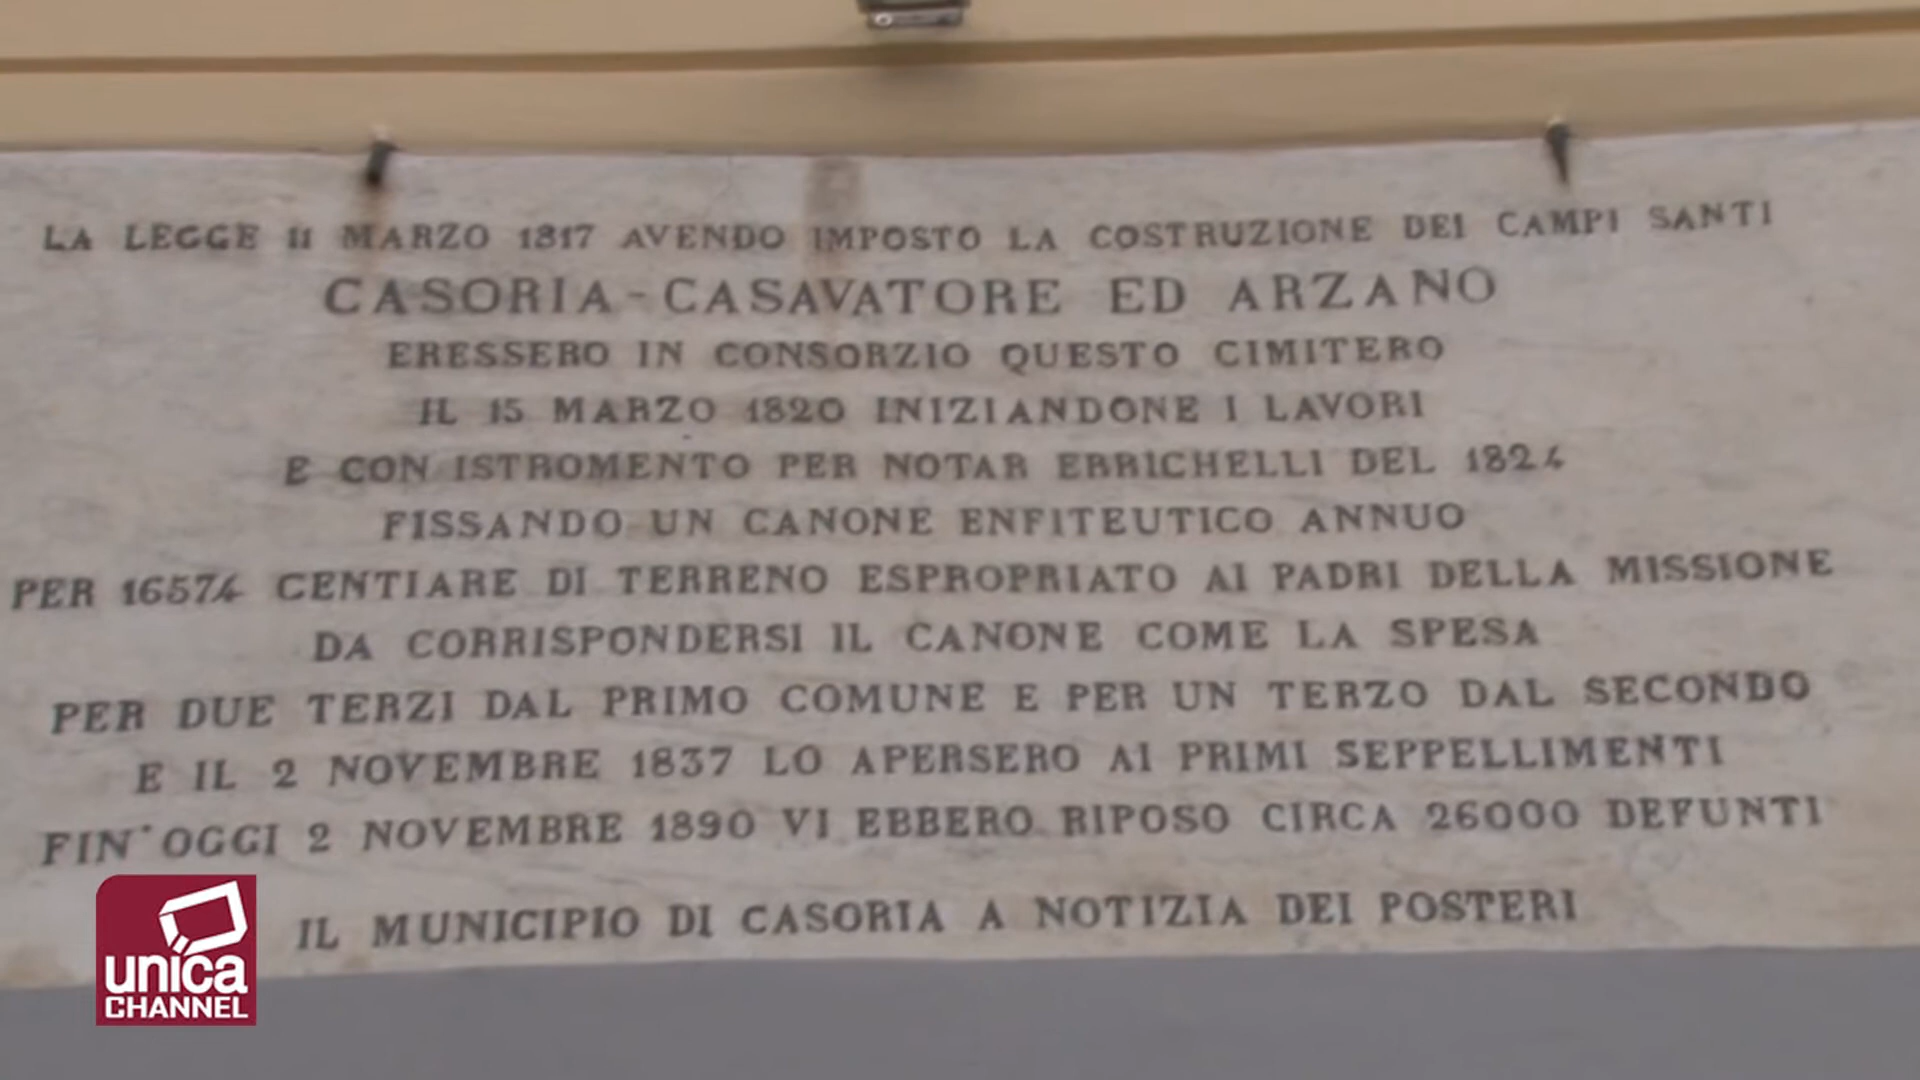 LA LEGGE 11 MARZO 1817 AVENDO IMPOSTO LA COSTRUZIONE DEI CAMPI SANTI
CASORIA - CASAVATORE ED ARZANO
ERESSERO IN CONSORZIO QUESTO CIMITERO
IL 15 MARZO 1820 INIZIANDONE I LAVORI
E CON ISTROMENTO PER NOTAR ERRICHELLI DEL 1824
FISSANDO UN CANONE ENFITEUTICO ANNUO
PER 16574 CENTIARE DI TERRENO ESPROPRIATO AI PADRI DELLA MISSIONE
DA CORRISPONDERSI IL CANONE COME LA SPESA
PER DUE TERZI DAL PRIMO COMUNE E PER UN TERZO DAL SECONDO
E IL 2 NOVEMBRE 1837 LO APERSERO AI PRIMI SEPPELLIMENTI
FIN' OGGI 2 NOVEMBRE 1890 VI EBBERO RIPOSO CIRCA 26000 DEFUNTI
IL MUNICIPIO DI CASORIA A NOTIZIA DEI POSTERI
unica
CHANNEL